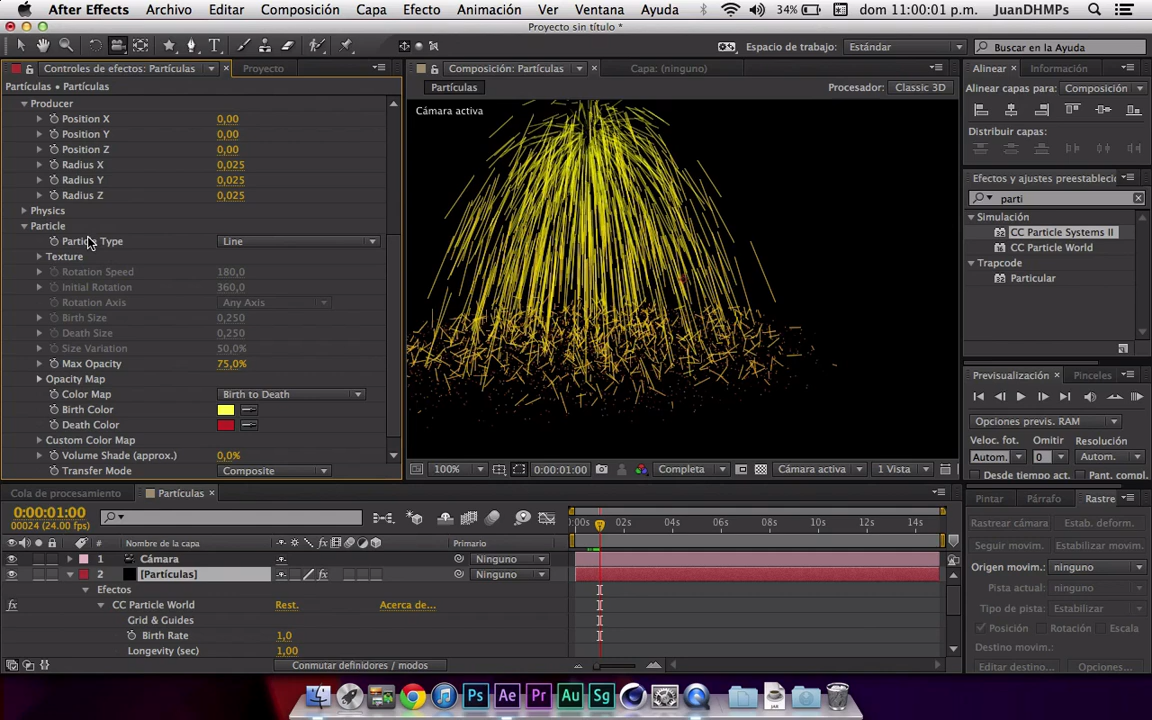 After Effects Archivo Editar Composición Capa Efecto Animación Ver Ventana Ayuda 34% dom 11:00:01 p.m. JuanDHMPs
Proyecto sin título *
Espacio de trabajo: Estándar Buscar en la Ayuda
Controles de efectos: Partículas Proyecto
Partículas • Partículas
Producer
Position X 0,00
Position Y 0,00
Position Z 0,00
Radius X 0,025
Radius Y 0,025
Radius Z 0,025
Physics
Particle
Particle Type Line
Texture
Rotation Speed 180,0
Initial Rotation 360,0
Rotation Axis Any Axis
Birth Size 0,250
Death Size 0,250
Size Variation 50,0%
Max Opacity 75,0%
Opacity Map
Color Map Birth to Death
Birth Color
Death Color
Custom Color Map
Volume Shade (approx.) 0,0%
Transfer Mode Composite
Composición: Partículas Capa: (ninguno)
Partículas Procesador: Classic 3D
Cámara activa
100% 0:00:01:00 Completa Cámara activa 1 Vista
Alinear Información
Alinear capas para: Composición
Distribuir capas:
Efectos y ajustes preestableci
parti
Simulación
CC Particle Systems II
CC Particle World
Trapcode
Particular
Previsualización Pinceles
Opciones previs. RAM
Veloc. fot. Omitir Resolución
Autom. 0 Autom.
Desde tiempo act. Pant. compl.
Cola de procesamiento Partículas
0:00:01:00
00024 (24.00 fps)
:00s 02s 04s 06s 08s 10s 12s 14s
# Nombre de la capa Primario
1 Cámara Ninguno
2 [Partículas] Ninguno
Efectos
fx CC Particle World Rest. Acerca de...
Grid & Guides
Birth Rate 1,0
Longevity (sec) 1,00
Conmutar definidores / modos
Pintar Párrafo Rastre
Rastrear cámara Estab. deform.
Seguir movim. Estabilizar movim.
Origen movim.: ninguno
Pista actual: ninguno
Tipo de pista: Estabilizar
Posición Rotación Escala
Destino movim.:
Editar destino... Opciones...
Ps Ae Pr Au Sg